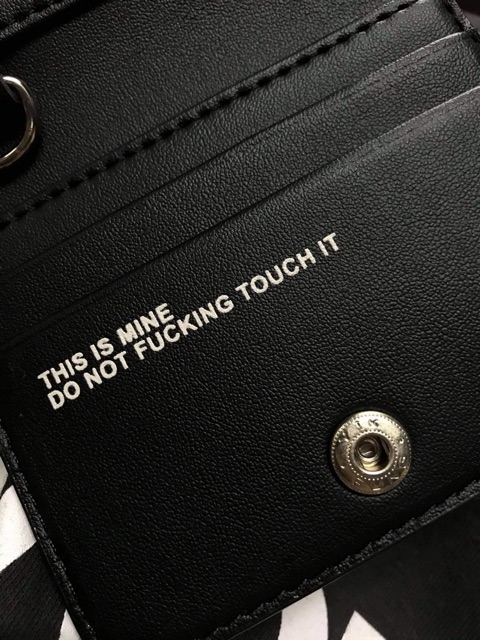 THIS IS MINE
DO NOT FUCKING TOUCH IT